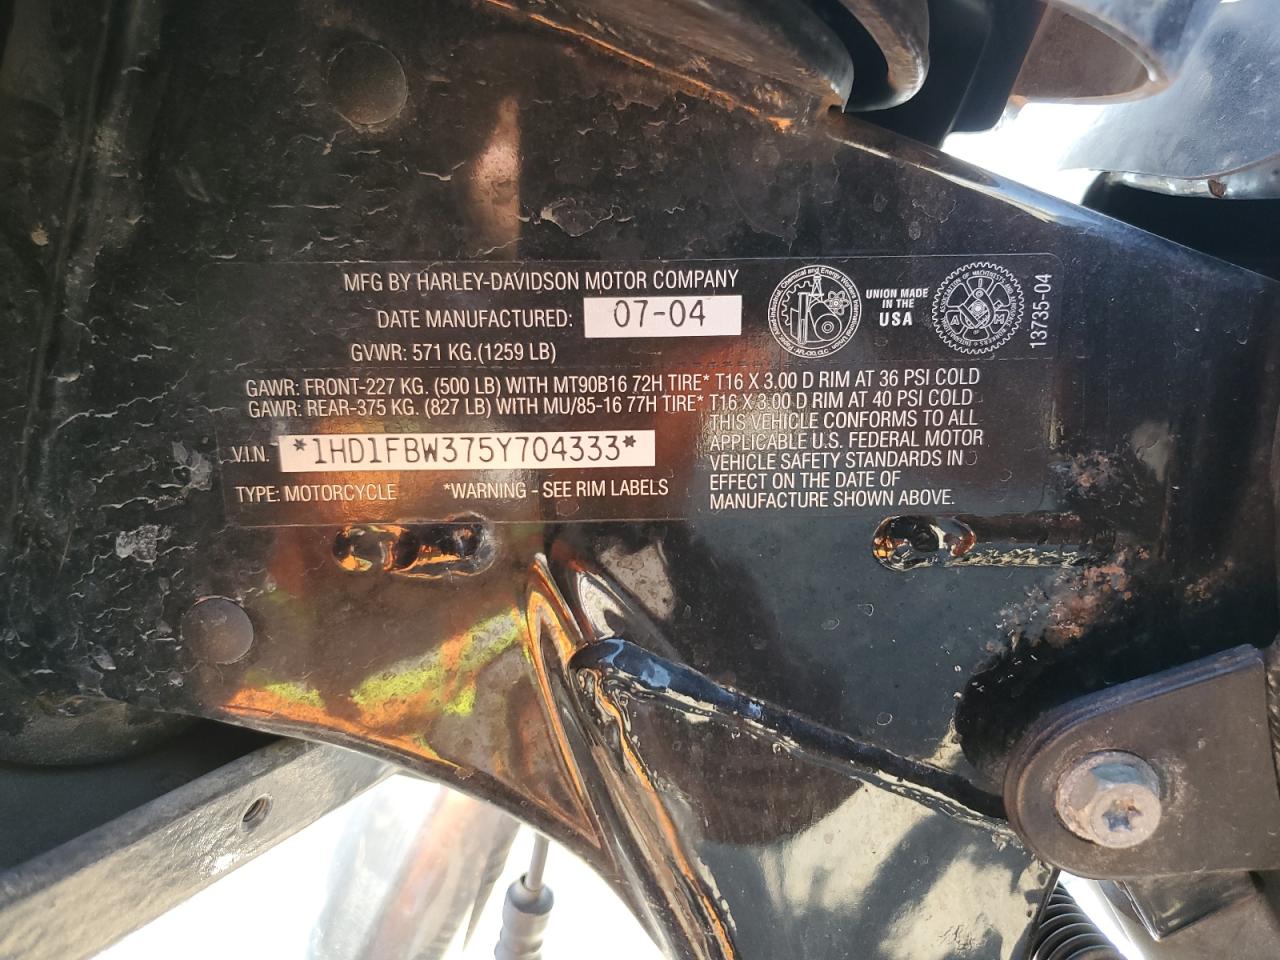 MFG BY HARLEY-DAVIDSON MOTOR COMPANY
DATE MANUFACTURED: 07-04
GVWR: 571 KG.(1259 LB)
UNION MADE
IN THE
USA
13735-04
GAWR: FRONT-227 KG. (500 LB) WITH MT90B16 72H TIRE* T16 X 3.00 D RIM AT 36 PSI COLD
GAWR: REAR-375 KG. (827 LB) WITH MU/85-16 77H TIRE* T16 X 3.00 D RIM AT 40 PSI COLD
V.I.N. *1HD1FBW375Y704333*
TYPE: MOTORCYCLE *WARNING - SEE RIM LABELS
THIS VEHICLE CONFORMS TO ALL
APPLICABLE U.S. FEDERAL MOTOR
VEHICLE SAFETY STANDARDS IN
EFFECT ON THE DATE OF
MANUFACTURE SHOWN ABOVE.